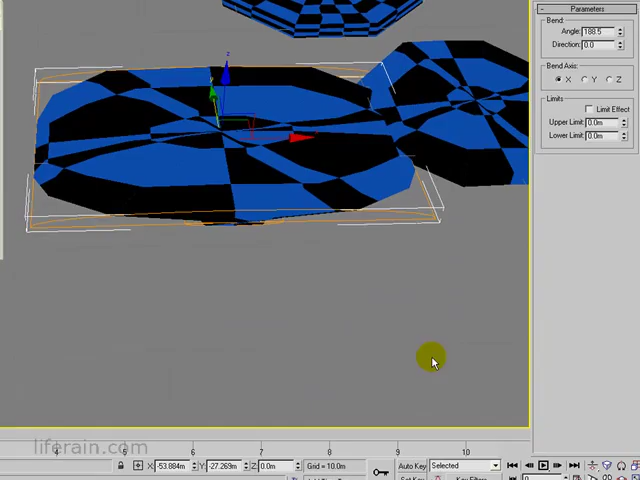 - Parameters
Bend:
Angle: 188.5
Direction: 0.0
Bend Axis:
X Y Z
Limits
Limit Effect
Upper Limit: 0.0m
Lower Limit: 0.0m
z
liferain.com
6 7 8 9 10
X: -53.884m Y: -27.269m Z: 0.0m Grid = 10.0m Auto Key Selected
Key Filters...